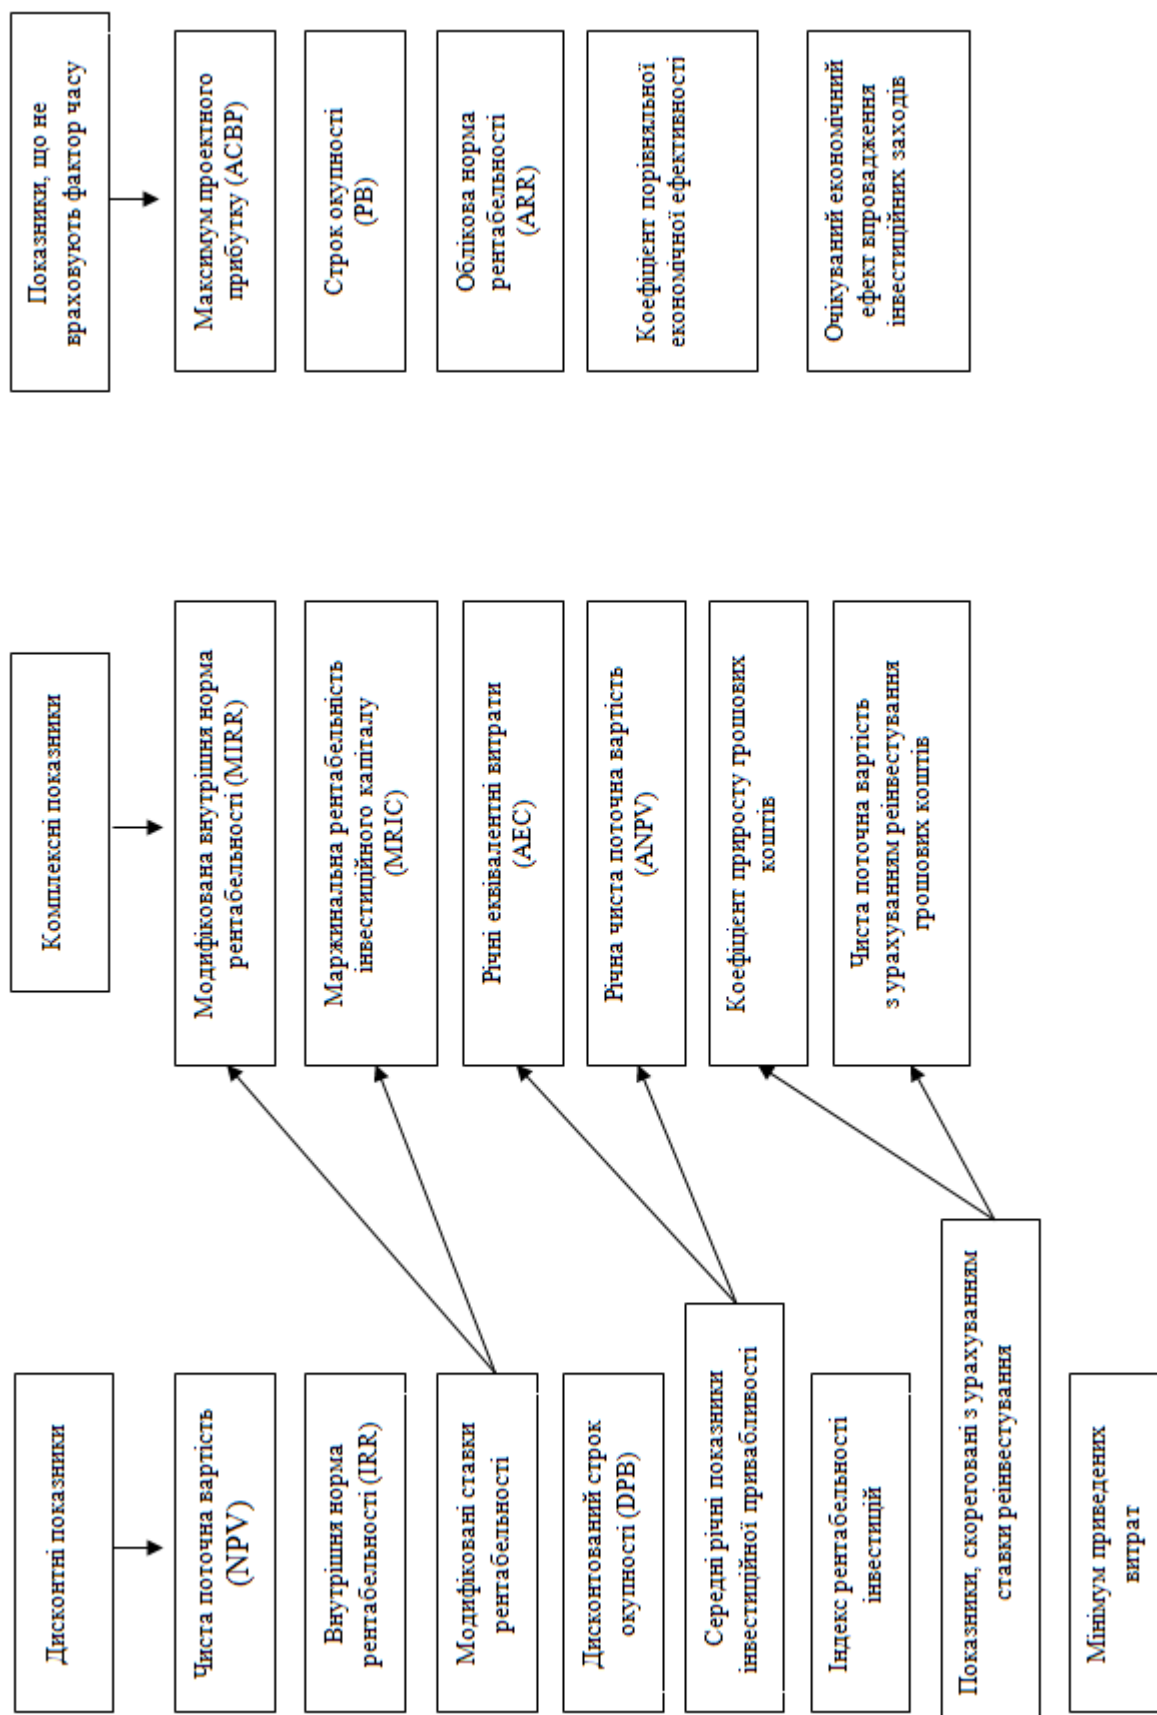 Дисконтні показники
Чиста поточна вартість
(NPV)
Внутрішня норма
рентабельності (IRR)
Модифіковані ставки
рентабельності
Дисконтований строк
окупності (DPB)
Середні річні показники
інвестиційної привабливості
Індекс рентабельності
інвестицій
Показники, скореговані з урахуванням
ставки реінвестування
Мінімум приведених
витрат
Комплексні показники
Модифікована внутрішня норма
рентабельності (MIRR)
Маржинальна рентабельність
інвестиційного капіталу
(MRIC)
Річні еквівалентні витрати
(AEC)
Річна чиста поточна вартість
(ANPV)
Коефіцієнт приросту грошових
коштів
Чиста поточна вартість
з урахуванням реінвестування
грошових коштів
Показники, що не
враховують фактор часу
Максимум проектного
прибутку (ACBP)
Строк окупності
(PB)
Облікова норма
рентабельності
(ARR)
Коефіцієнт порівняльної
економічної ефективності
Очікуваний економічний
ефект впровадження
інвестиційних заходів